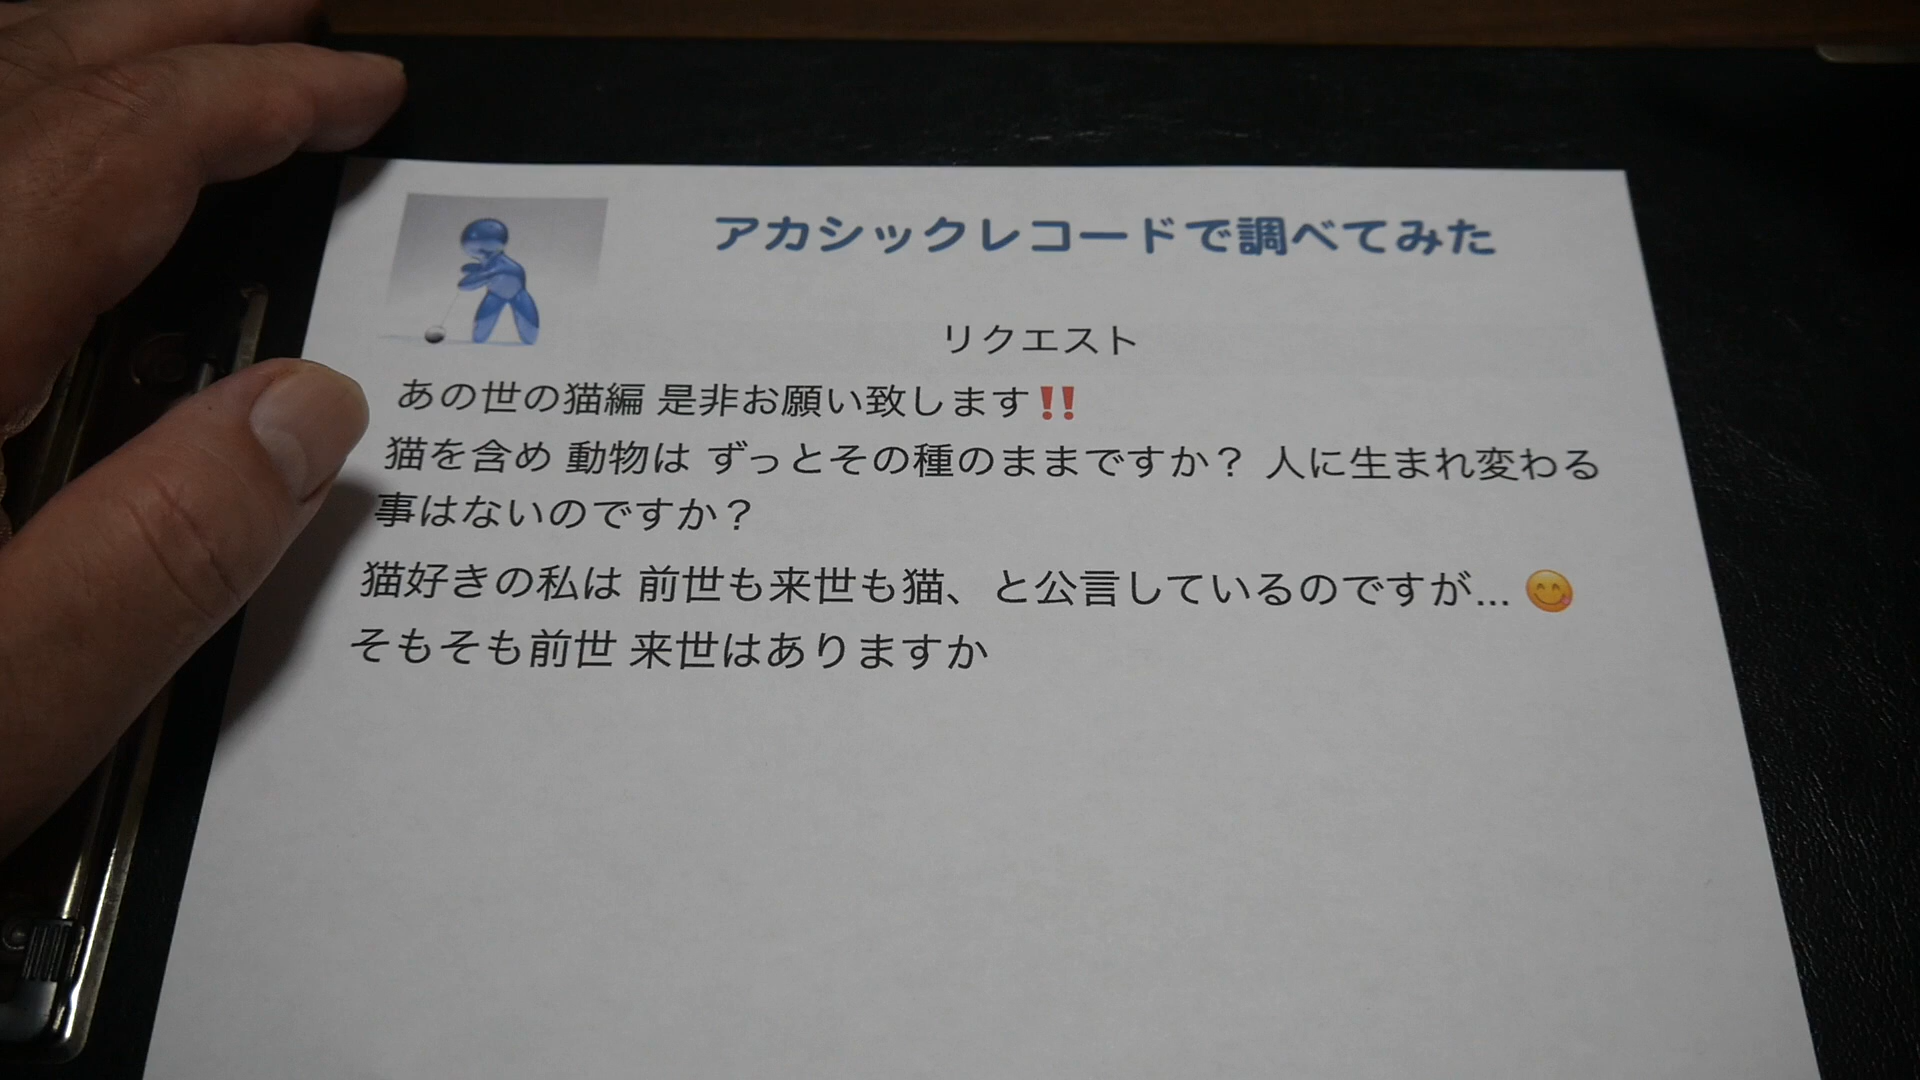 アカシックレコードで調べてみた
リクエスト
あの世の猫編 是非お願い致します‼️
猫を含め 動物は ずっとその種のままですか？ 人に生まれ変わる
事はないのですか？
猫好きの私は 前世も来世も猫、と公言しているのですが... 😋
そもそも前世 来世はありますか